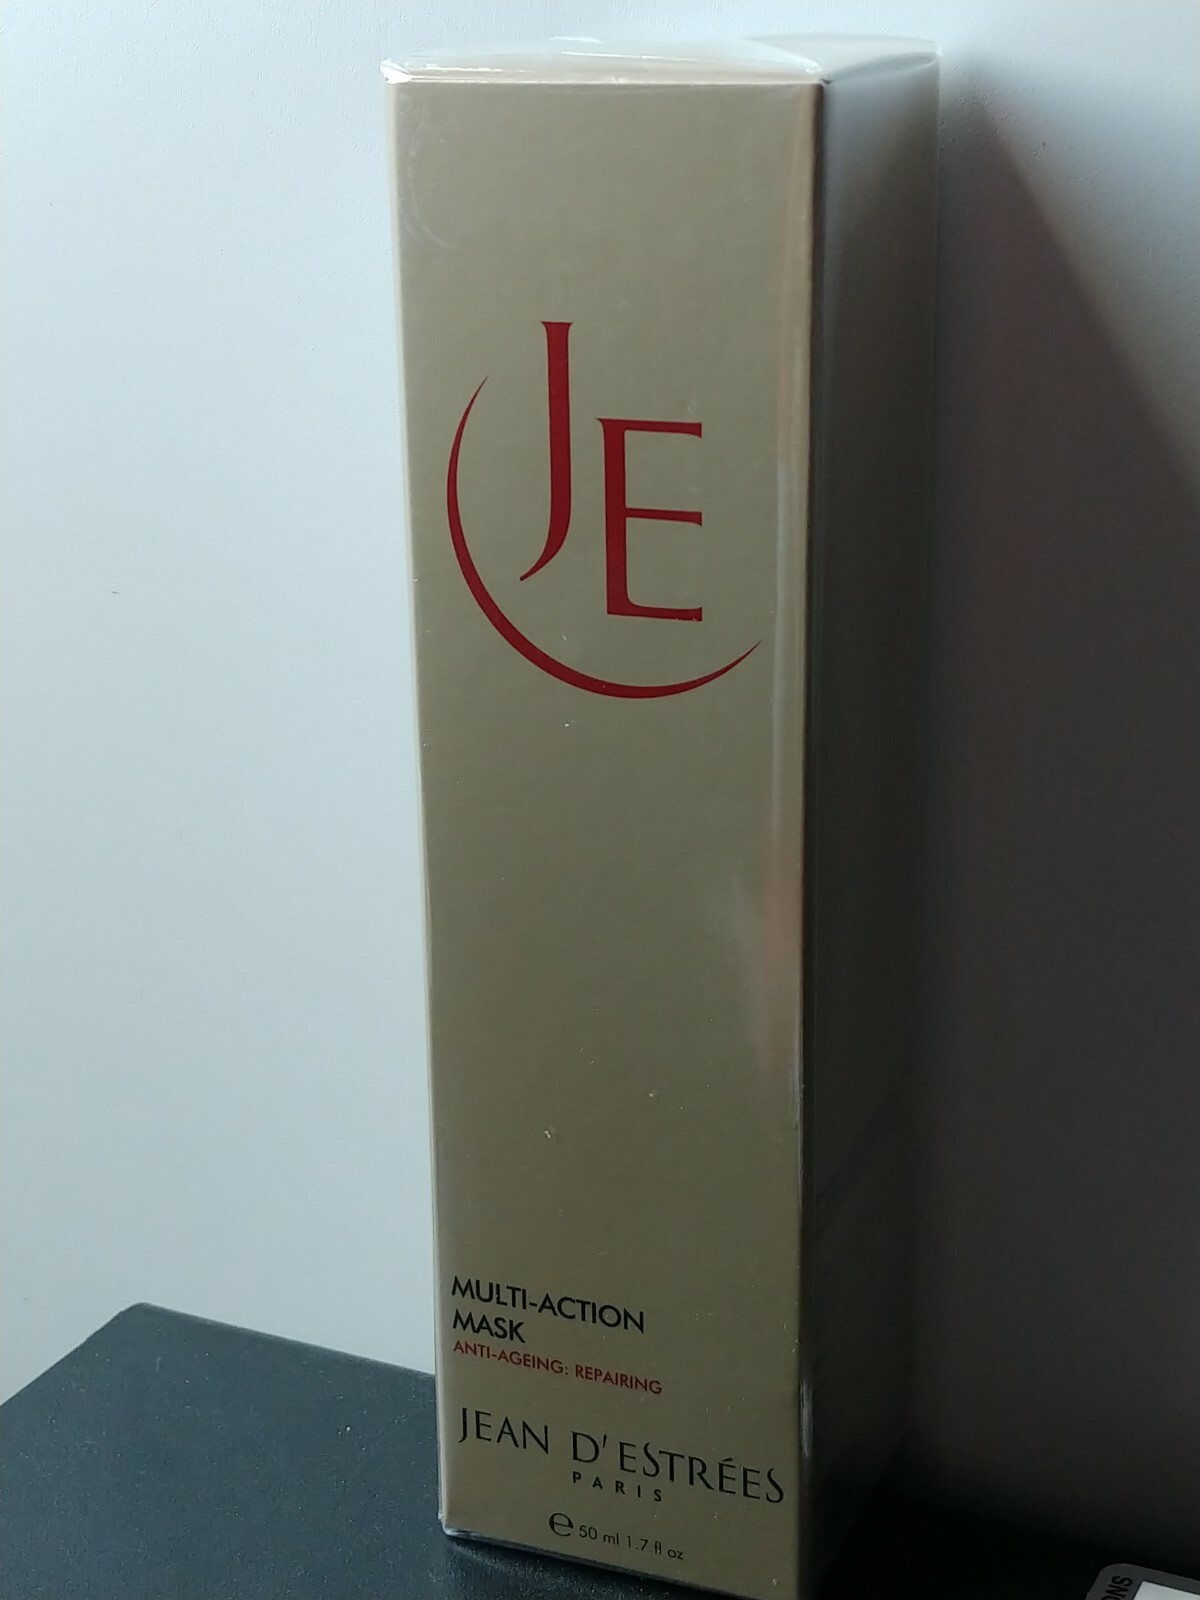 JE
MULTI-ACTION
MASK
ANTI-AGEING: REPAIRING
JEAN D'ESTRÉES
PARIS
℮ 50 ml 1.7 fl oz